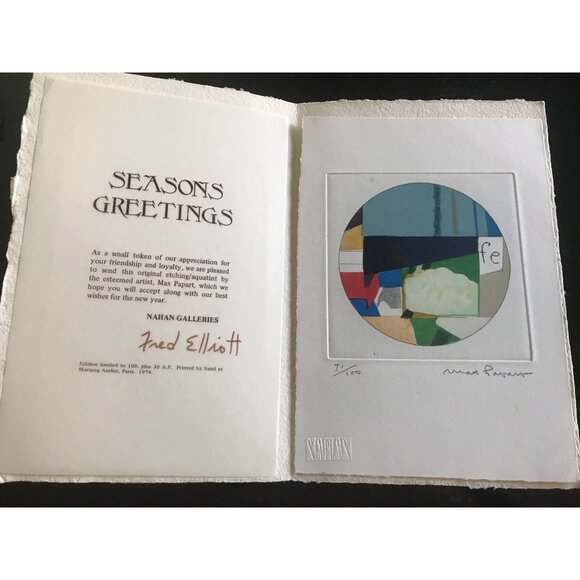 SEASONS
GREETINGS
As a small token of our appreciation for
your friendship and loyalty, we are pleased
to send this original etching/aquatint by
the esteemed artist, Max Papart, which we
hope you will accept along with our best
wishes for the new year.
NAHAN GALLERIES
Fred Elliott
Edition limited to 100, plus 30 A.P. Printed by hand at
Morsang Atelier, Paris. 1979.
fe
71/100
Max Papart